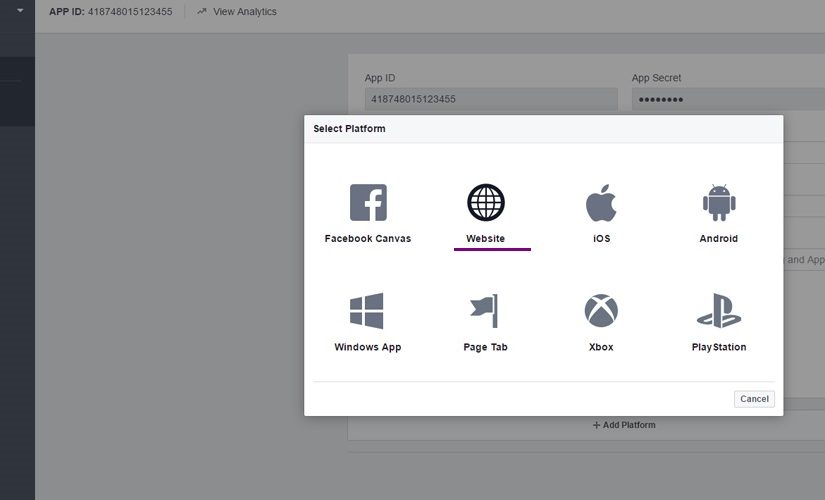 APP ID: 418748015123455 View Analytics
App ID App Secret
418748015123455 ●●●●●●●●
Select Platform
Facebook Canvas Website iOS Android
and App
Windows App Page Tab Xbox PlayStation
Cancel
+ Add Platform